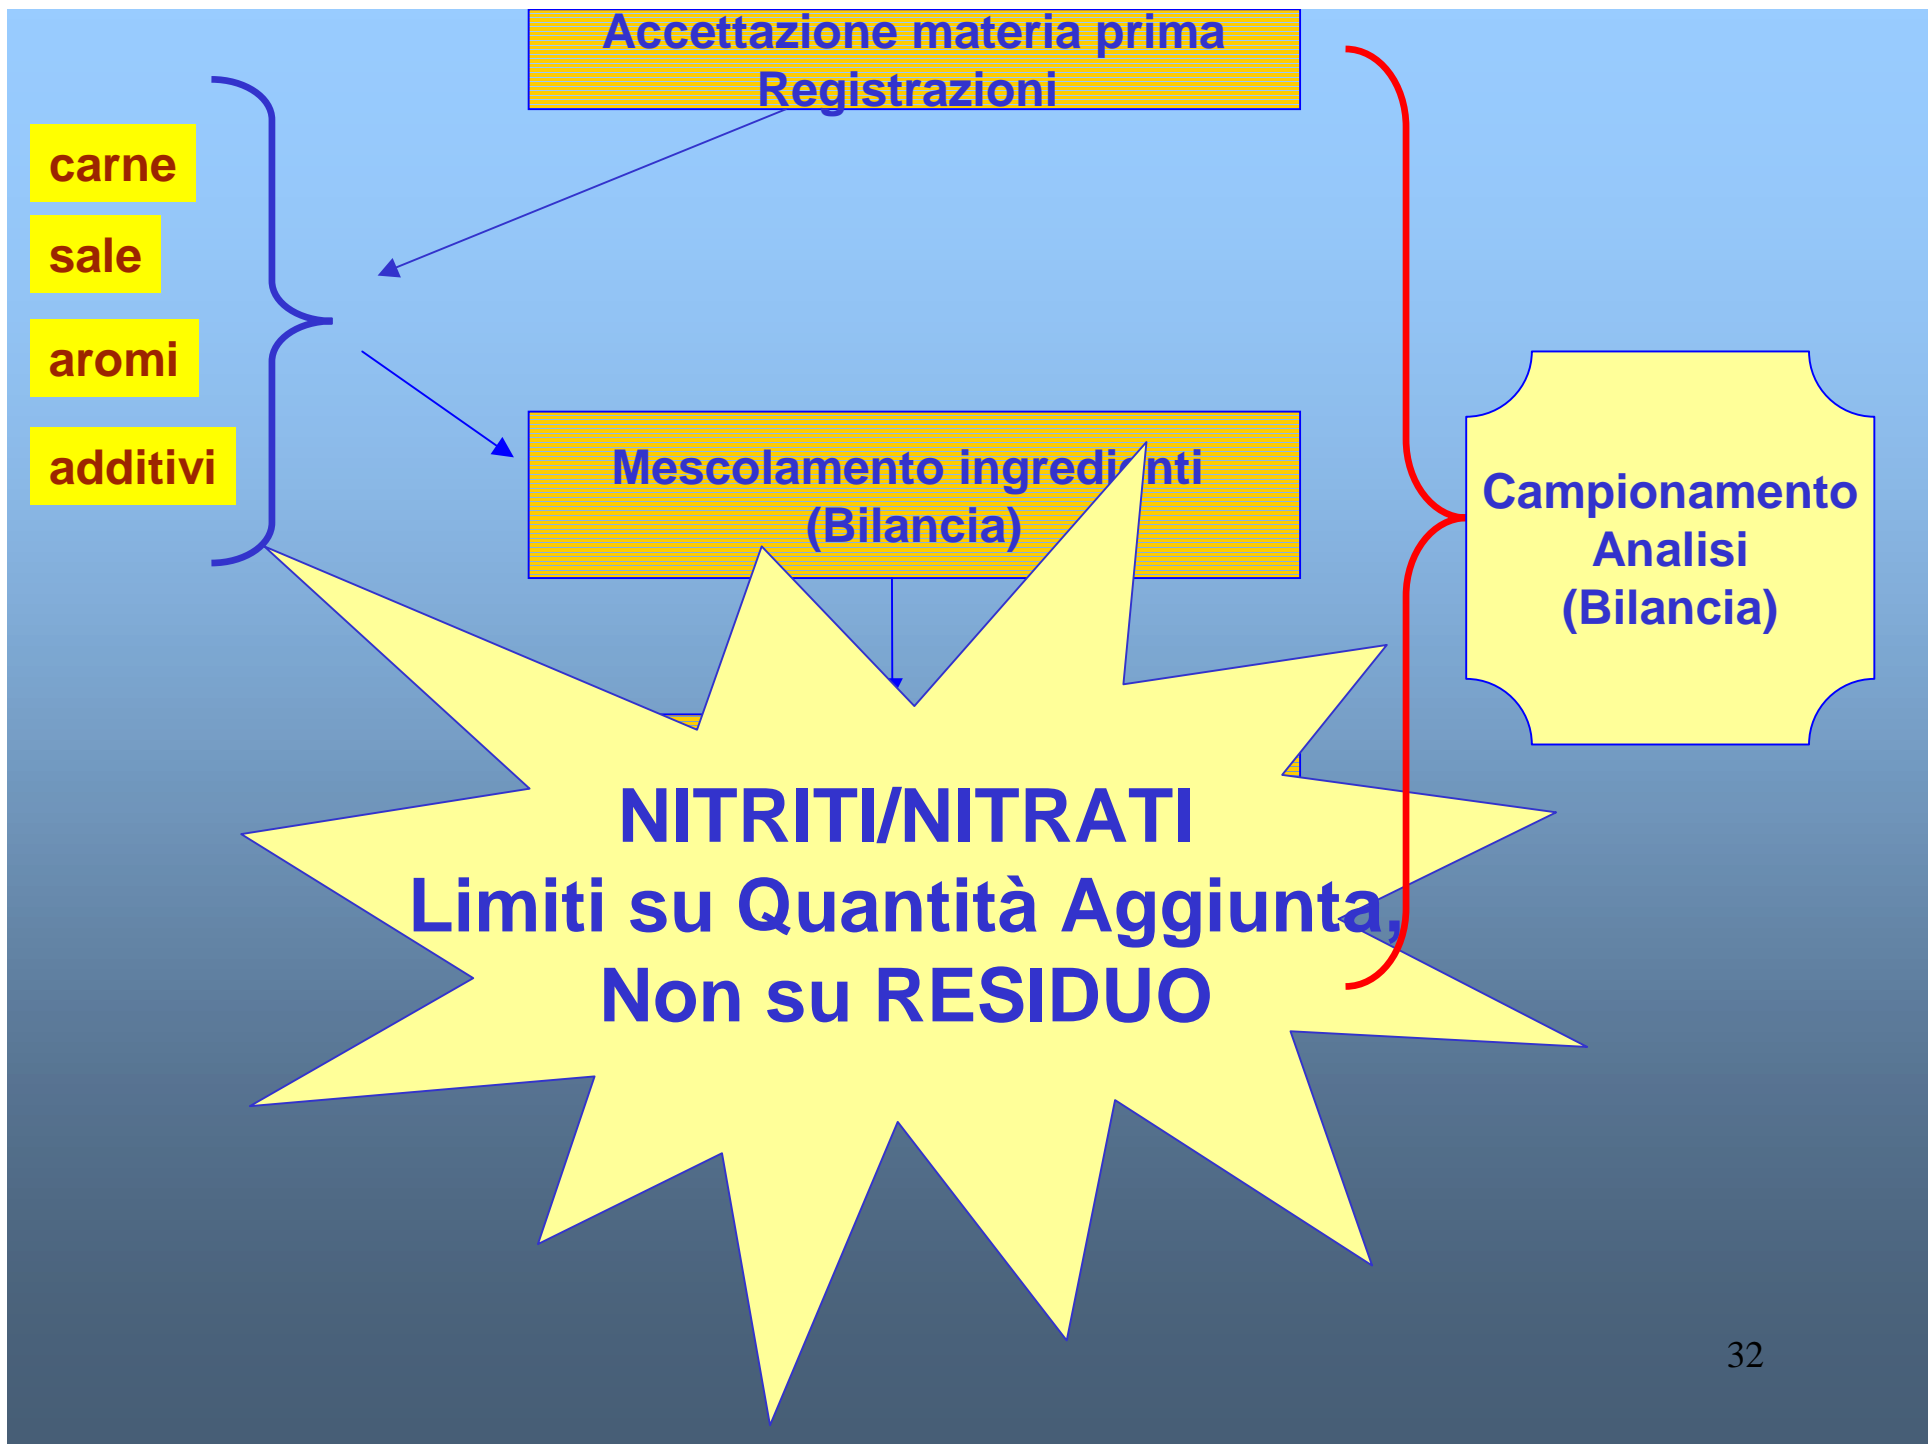 Accettazione materia prima
Registrazioni
carne
sale
aromi
additivi
Mescolamento ingredienti
(Bilancia)
Campionamento
Analisi
(Bilancia)
NITRITI/NITRATI
Limiti su Quantità Aggiunta,
Non su RESIDUO
32